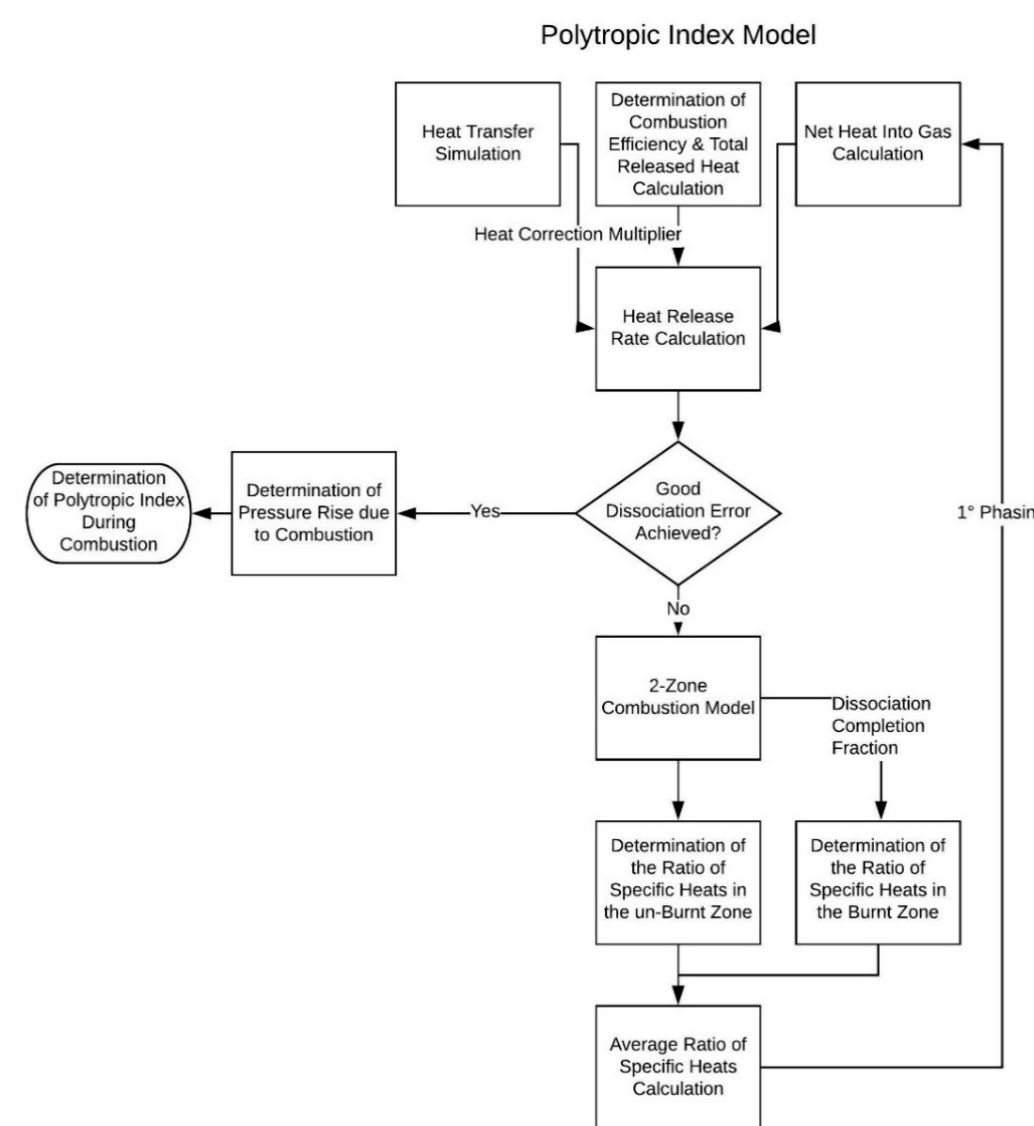 Polytropic Index Model
Heat Transfer
Simulation
Determination of
Combustion
Efficiency & Total
Released Heat
Calculation
Net Heat Into Gas
Calculation
Heat Correction Multiplier
Heat Release
Rate Calculation
Good
Dissociation Error
Achieved?
Yes
Determination of
Pressure Rise due
to Combustion
Determination
of Polytropic Index
During
Combustion
1° Phasin
No
2-Zone
Combustion Model
Dissociation
Completion
Fraction
Determination of
the Ratio of
Specific Heats in
the un-Burnt Zone
Determination of
the Ratio of
Specific Heats in
the Burnt Zone
Average Ratio of
Specific Heats
Calculation